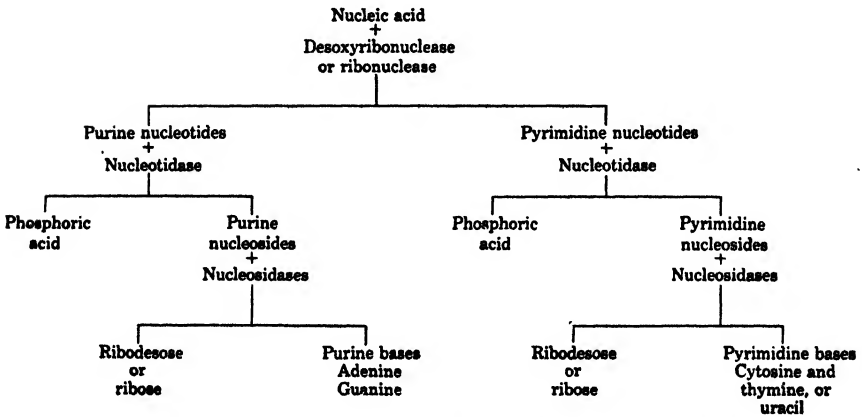 Nucleic acid
+
Desoxyribonuclease
or ribonuclease
Purine nucleotides
+
Nucleotidase
Pyrimidine nucleotides
+
Nucleotidase
Phosphoric
acid
Purine
nucleosides
+
Nucleosidases
Phosphoric
acid
Pyrimidine
nucleosides
+
Nucleosidases
Ribodesose
or
ribose
Purine bases
Adenine
Guanine
Ribodesose
or
ribose
Pyrimidine bases
Cytosine and
thymine, or
uracil